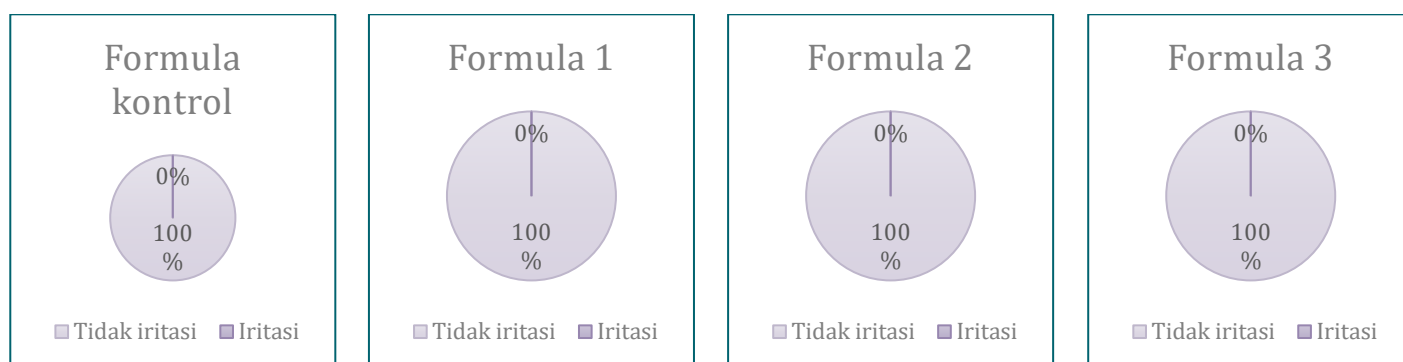 Formula
kontrol
0%
100
%
Tidak iritasi Iritasi
Formula 1
0%
100
%
Tidak iritasi Iritasi
Formula 2
0%
100
%
Tidak iritasi Iritasi
Formula 3
0%
100
%
Tidak iritasi Iritasi